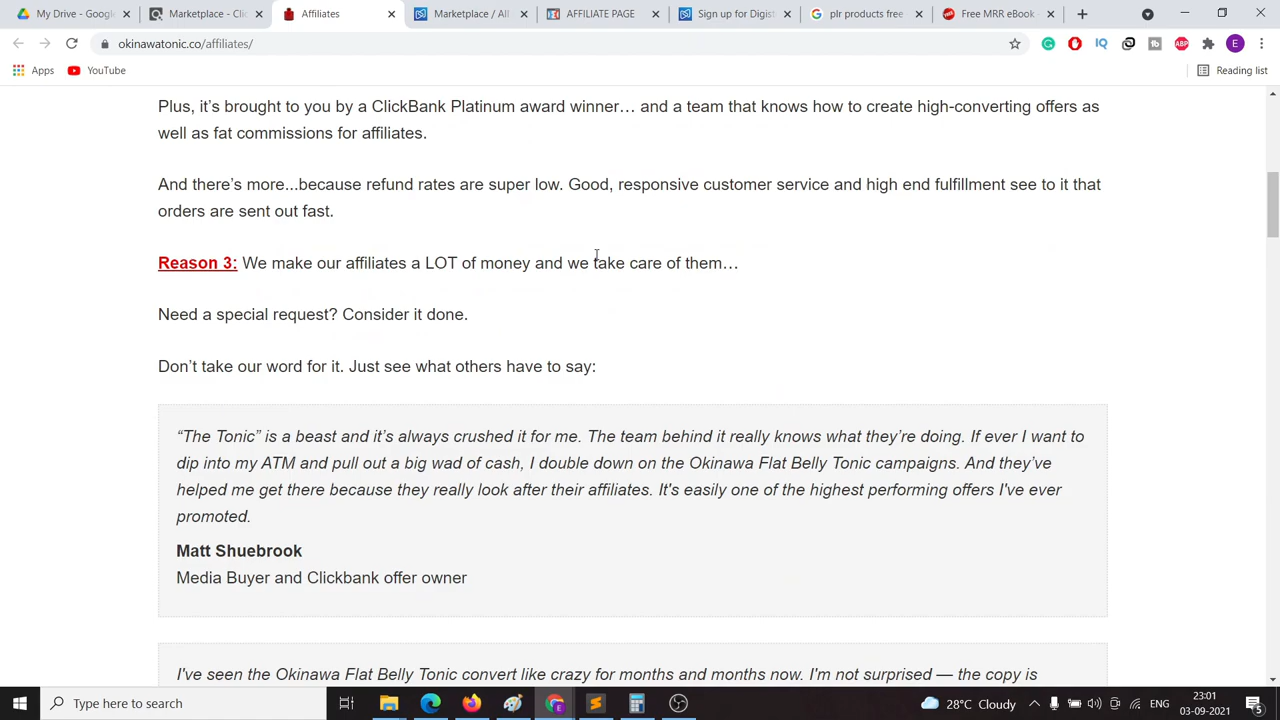 My Drive - Google
Marketplace - Cli
Affiliates
Marketplace / All
AFFILIATE PAGE
Sign up for Digist
plr products free
Free MRR eBook -
okinawatonic.co/affiliates/
Apps
YouTube
Reading list
Plus, it’s brought to you by a ClickBank Platinum award winner… and a team that knows how to create high-converting offers as
well as fat commissions for affiliates.
And there’s more...because refund rates are super low. Good, responsive customer service and high end fulfillment see to it that
orders are sent out fast.
Reason 3: We make our affiliates a LOT of money and we take care of them…
Need a special request? Consider it done.
Don’t take our word for it. Just see what others have to say:
“The Tonic” is a beast and it’s always crushed it for me. The team behind it really knows what they’re doing. If ever I want to
dip into my ATM and pull out a big wad of cash, I double down on the Okinawa Flat Belly Tonic campaigns. And they’ve
helped me get there because they really look after their affiliates. It's easily one of the highest performing offers I've ever
promoted.
Matt Shuebrook
Media Buyer and Clickbank offer owner
I've seen the Okinawa Flat Belly Tonic convert like crazy for months and months now. I'm not surprised — the copy is
Type here to search
28°C Cloudy
ENG
23:01
03-09-2021
5